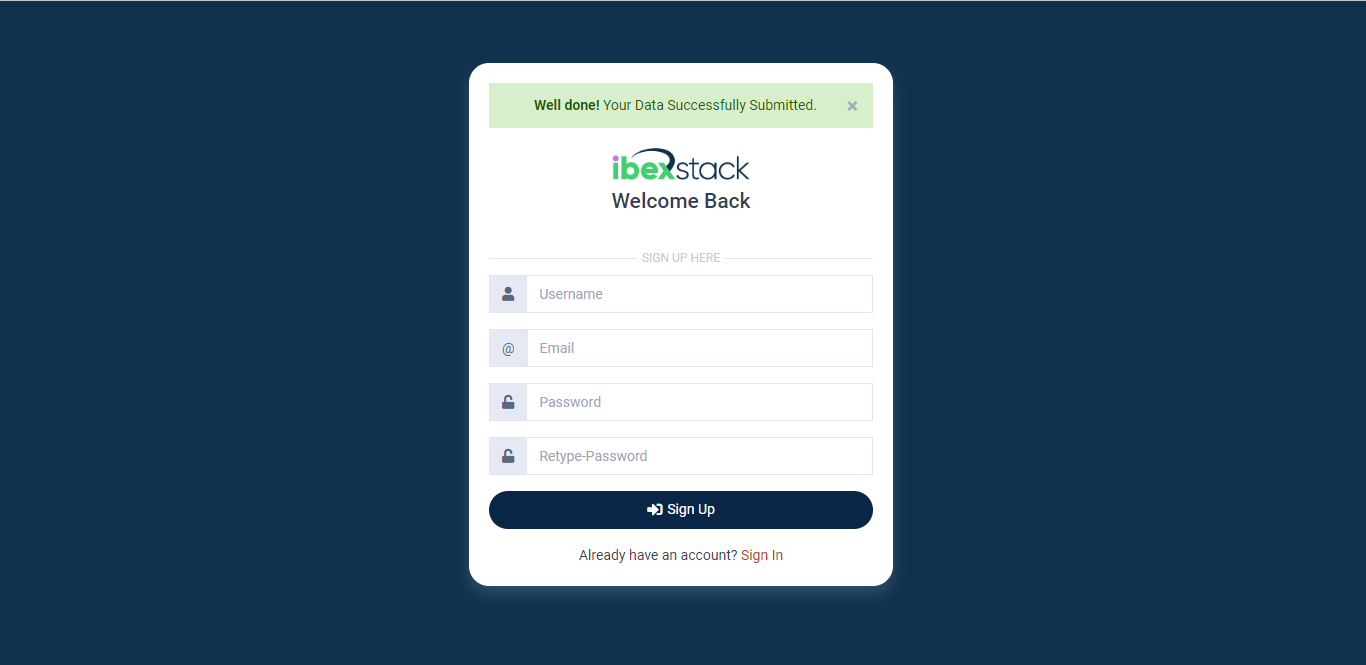 Well done! Your Data Successfully Submitted. ×
ibexstack
Welcome Back
SIGN UP HERE
Username
@ Email
Password
Retype-Password
Sign Up
Already have an account? Sign In